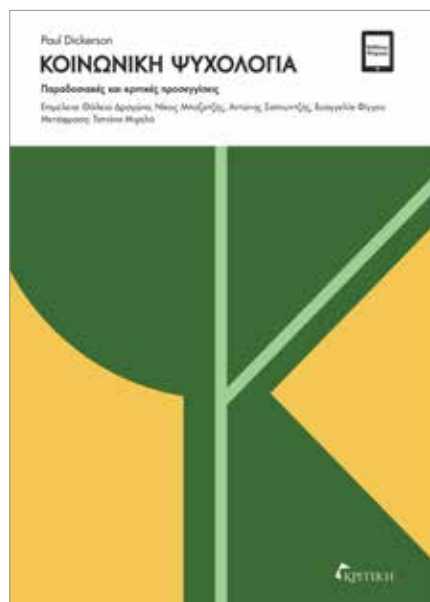 Paul Dickerson
ΚΟΙΝΩΝΙΚΗ ΨΥΧΟΛΟΓΙΑ
Παραδοσιακές και κριτικές προσεγγίσεις
Επιμέλεια: Θάλεια Δραγώνα, Νίκος Μποζατζής, Αντώνης Σαπουντζής, Ευαγγελία Φίγγου
Μετάφραση: Τατιάνα
ΚΡΙΤΙΚΗ